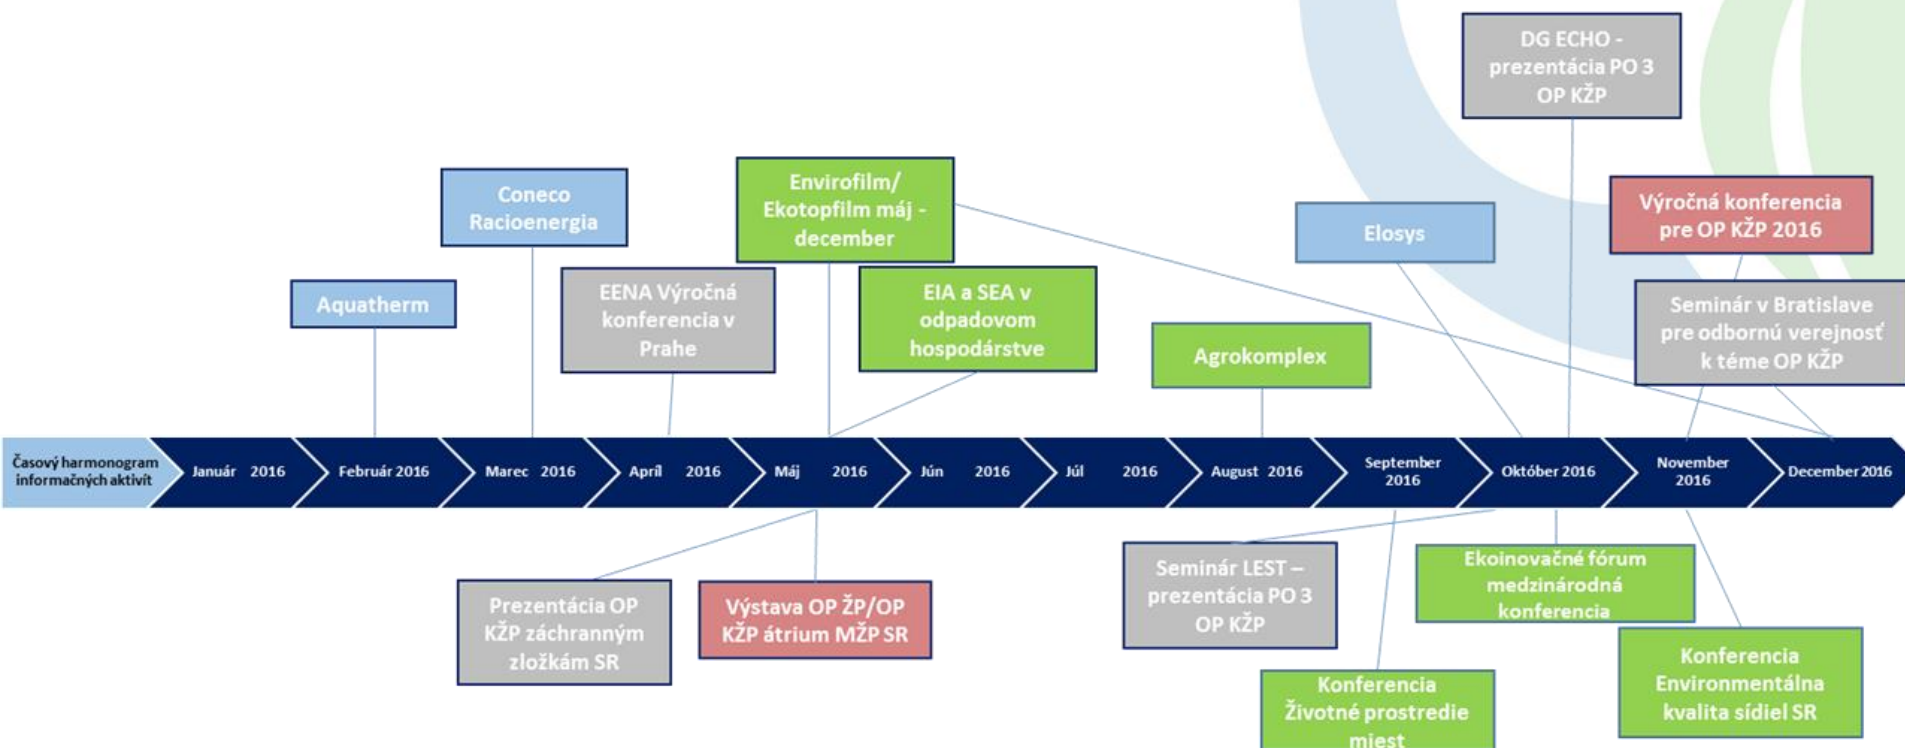 DG ECHO -
prezentácia PO 3
OP KŽP
Coneco
Racioenergia
Envirofilm/
Ekotopfilm máj -
december
Výročná konferencia
pre OP KŽP 2016
Elosys
Aquatherm
EENA Výročná
konferencia v
Prahe
EIA a SEA v
odpadovom
hospodárstve
Agrokomplex
Seminár v Bratislave
pre odbornú verejnosť
k téme OP KŽP
Časový harmonogram
informačných aktivít
Január 2016
Február 2016
Marec 2016
Apríl 2016
Máj 2016
Jún 2016
Júl 2016
August 2016
September
2016
Október 2016
November
2016
December 2016
Prezentácia OP
KŽP záchranným
zložkám SR
Výstava OP ŽP/OP
KŽP átrium MŽP SR
Seminár LEST –
prezentácia PO 3
OP KŽP
Ekoinovačné fórum
medzinárodná
konferencia
Konferencia
Životné prostredie
miest
Konferencia
Environmentálna
kvalita sídiel SR